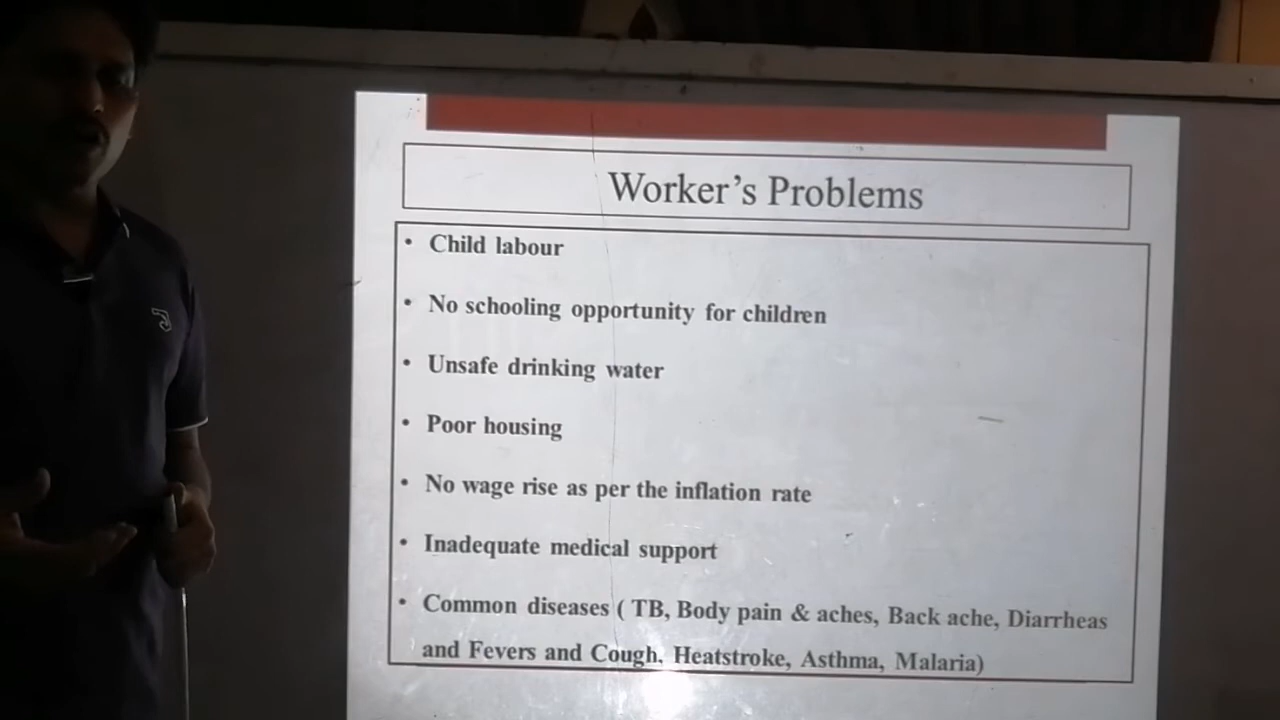 Worker's Problems
• Child labour
• No schooling opportunity for children
• Unsafe drinking water
• Poor housing
• No wage rise as per the inflation rate
• Inadequate medical support
• Common diseases ( TB, Body pain & aches, Back ache, Diarrheas
and Fevers and Cough, Heatstroke, Asthma, Malaria)